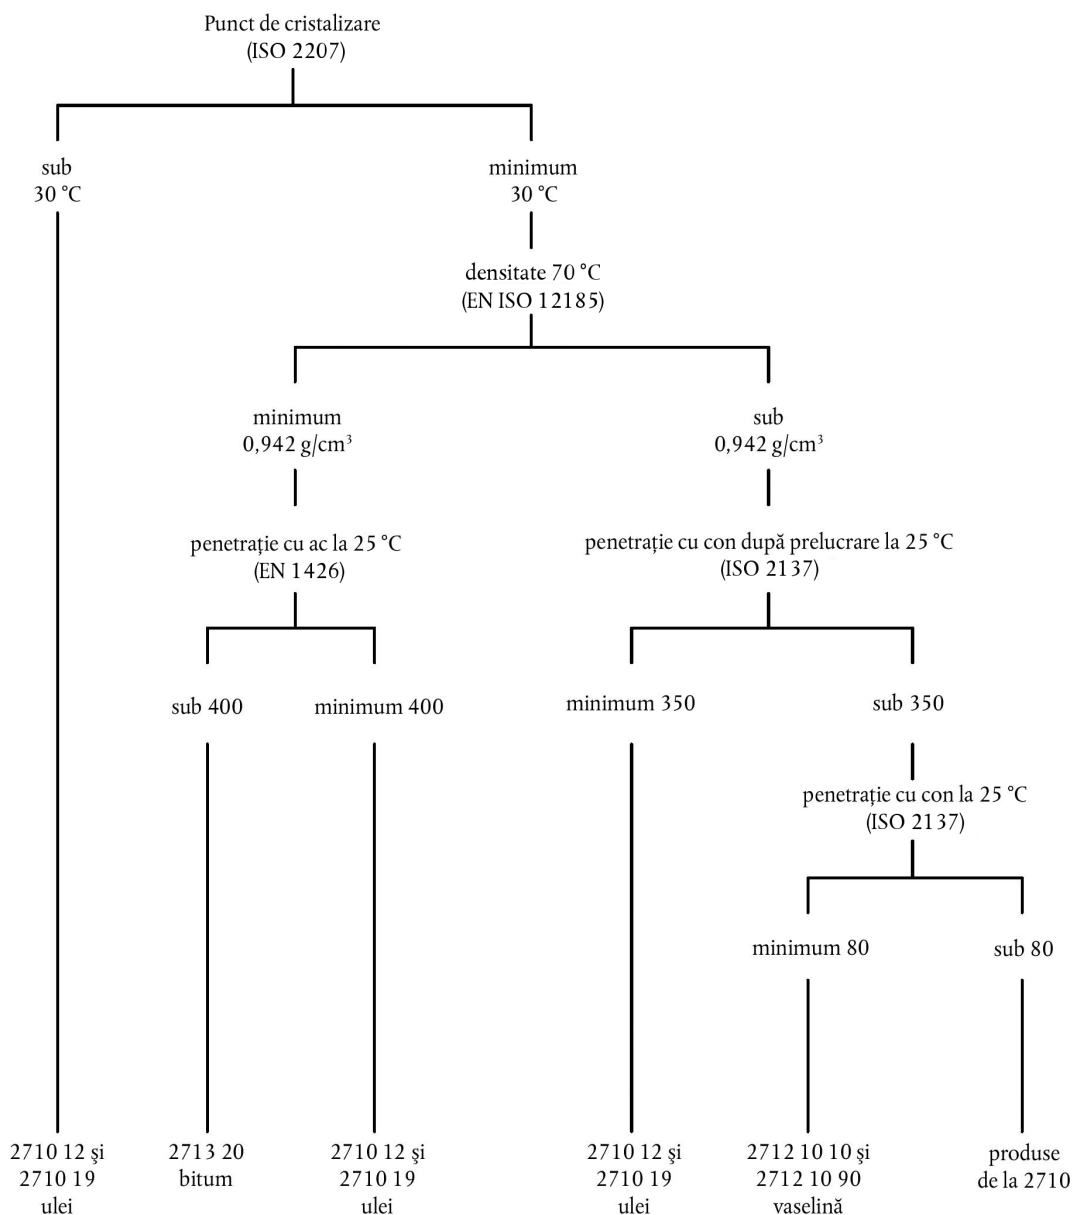 Punct de cristalizare
(ISO 2207)
sub
30 °C
minimum
30 °C
densitate 70 °C
(EN ISO 12185)
minimum
0,942 g/cm³
sub
0,942 g/cm³
penetrație cu ac la 25 °C
(EN 1426)
penetrație cu con după prelucrare la 25 °C
(ISO 2137)
sub 400
minimum 400
minimum 350
sub 350
penetrație cu con la 25 °C
(ISO 2137)
minimum 80
sub 80
2710 12 şi
2710 19
ulei
2713 20
bitum
2710 12 şi
2710 19
ulei
2710 12 şi
2710 19
ulei
2712 10 10 şi
2712 10 90
vaselină
produse
de la 2710